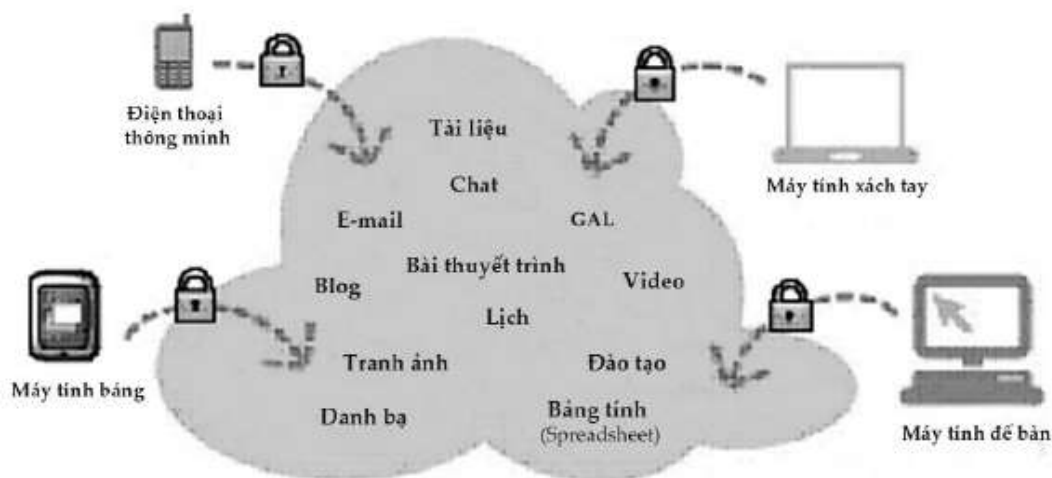 Điện thoại
thông minh
Tài liệu
Chat
Máy tính xách tay
E-mail
GAL
Bài thuyết trình
Blog
Video
Lịch
Tranh ảnh
Đào tạo
Máy tính bảng
Danh bạ
Bảng tính
(Spreadsheet)
Máy tính để bàn